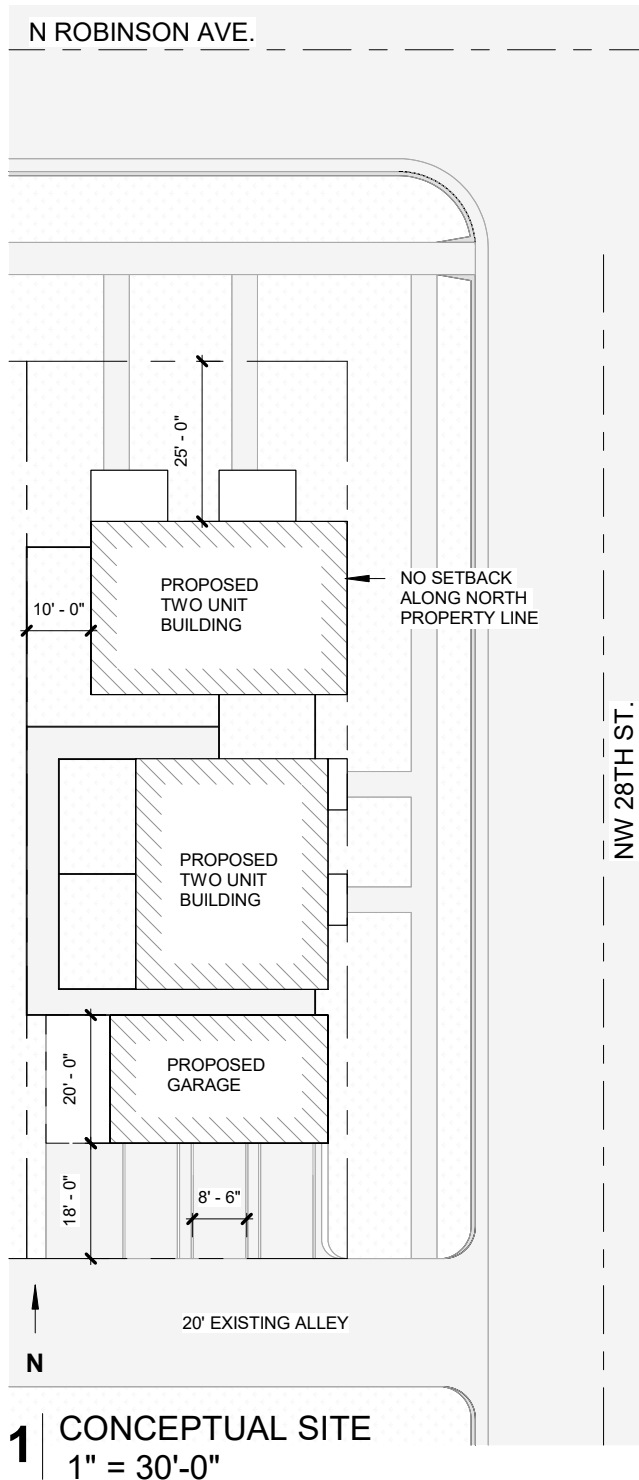 N ROBINSON AVE.
25' - 0"
10' - 0"
PROPOSED
TWO UNIT
BUILDING
NO SETBACK
ALONG NORTH
PROPERTY LINE
NW 28TH ST.
PROPOSED
TWO UNIT
BUILDING
20' - 0"
PROPOSED
GARAGE
18' - 0"
8' - 6"
20' EXISTING ALLEY
N
1
CONCEPTUAL SITE
1" = 30'-0"